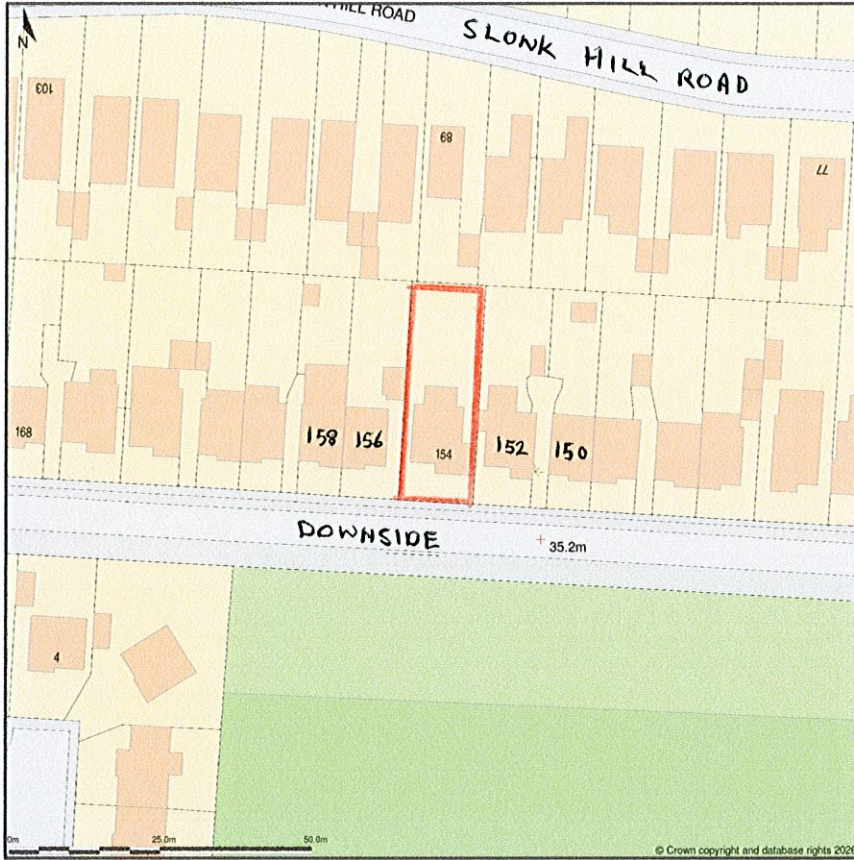 HILL ROAD
SLONK HILL ROAD
N
103
89
77
168
158
156
154
152
150
DOWNSIDE
35.2m
4
0m
25.0m
50.0m
© Crown copyright and database rights 2026